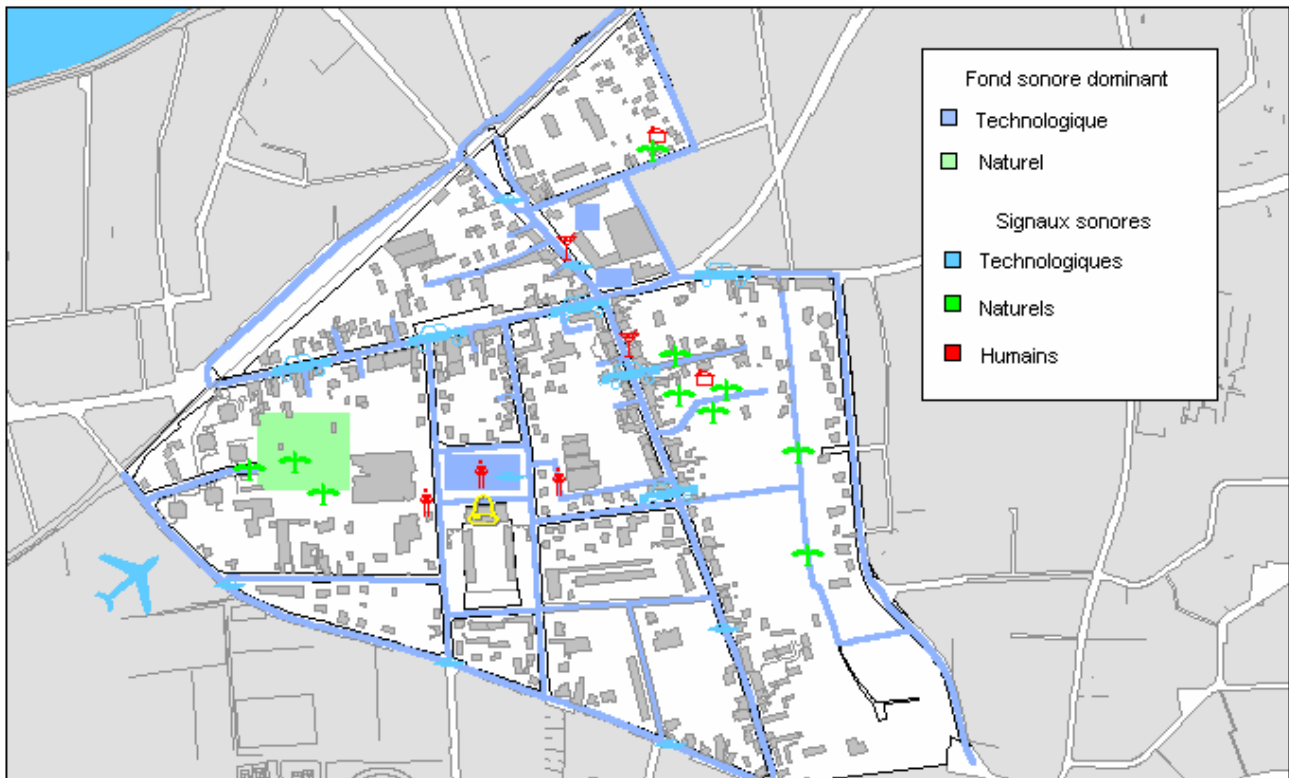 Fond sonore dominant
Technologique
Naturel
Signaux sonores
Technologiques
Naturels
Humains